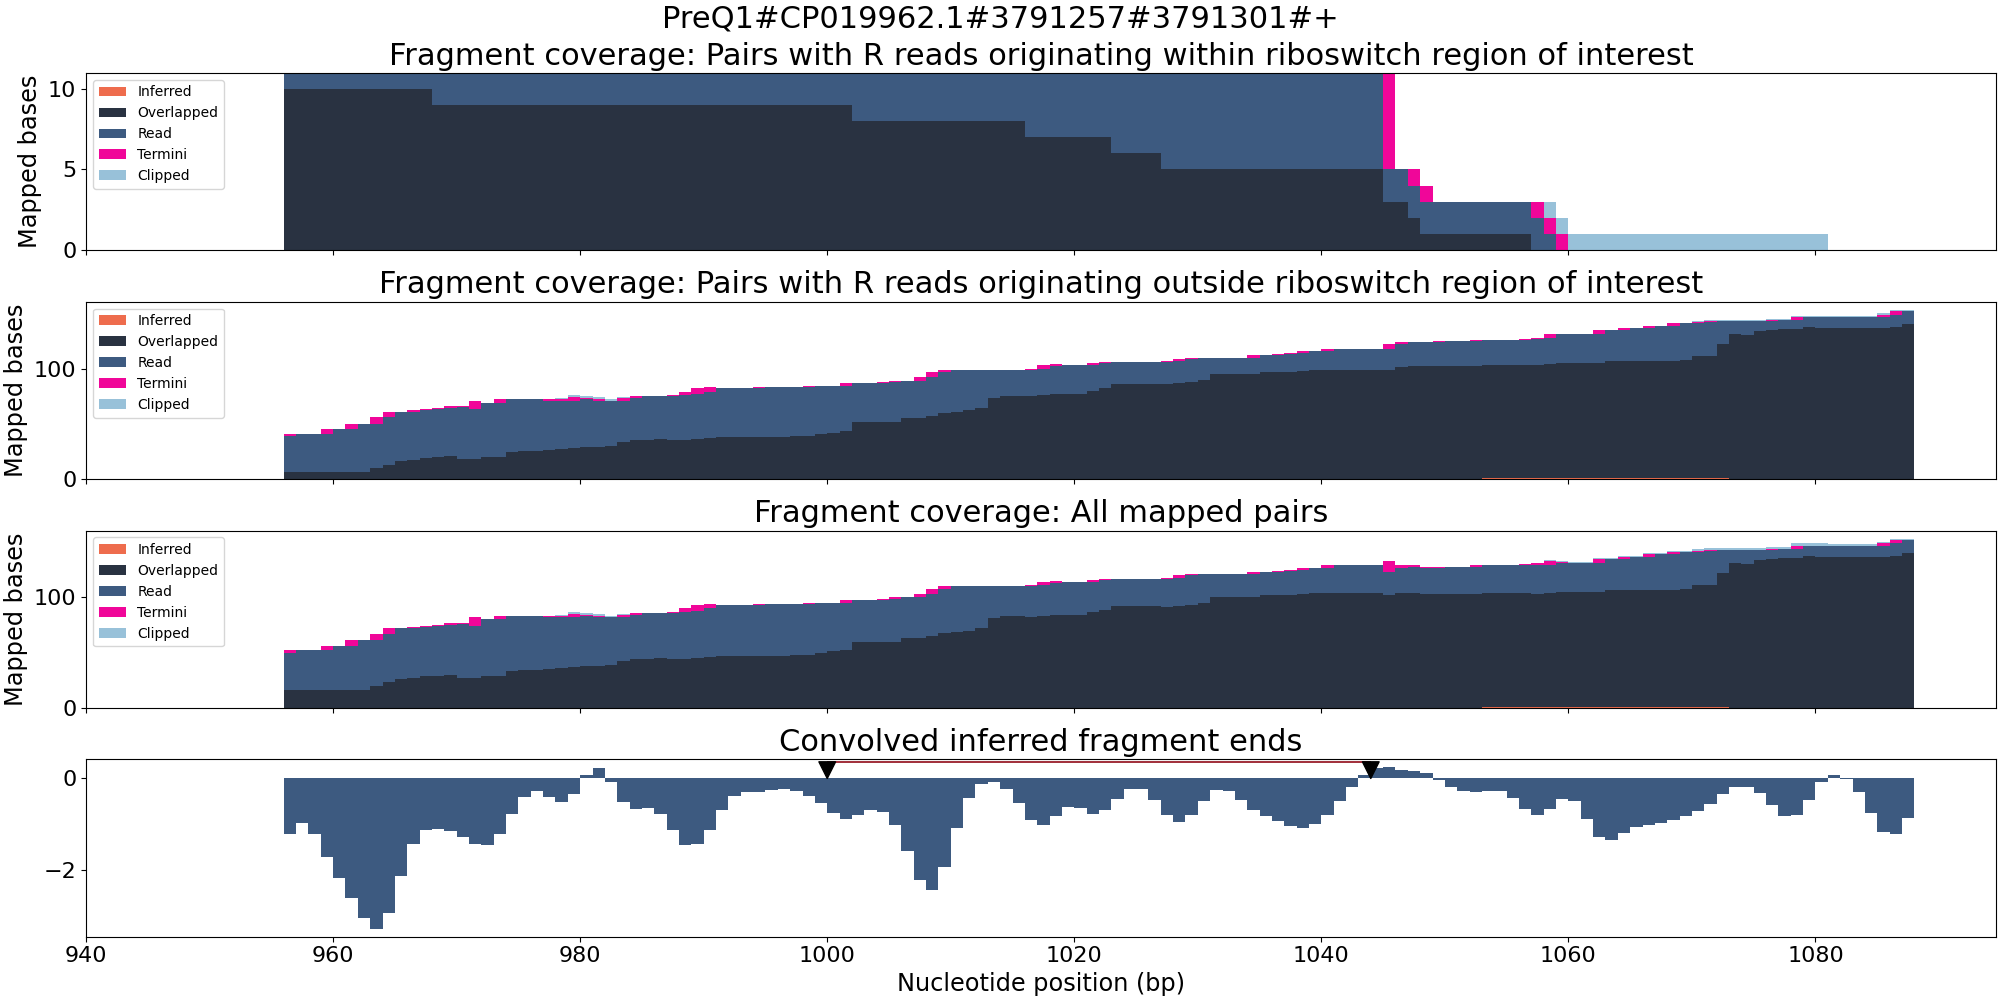 PreQ1#CP019962.1#3791257#3791301#+
Fragment coverage: Pairs with R reads originating within riboswitch region of interest
Mapped bases
10
5
0
Inferred
Overlapped
Read
Termini
Clipped
Fragment coverage: Pairs with R reads originating outside riboswitch region of interest
Mapped bases
100
0
Inferred
Overlapped
Read
Termini
Clipped
Fragment coverage: All mapped pairs
Mapped bases
100
0
Inferred
Overlapped
Read
Termini
Clipped
Convolved inferred fragment ends
0
−2
940 960 980 1000 1020 1040 1060 1080
Nucleotide position (bp)